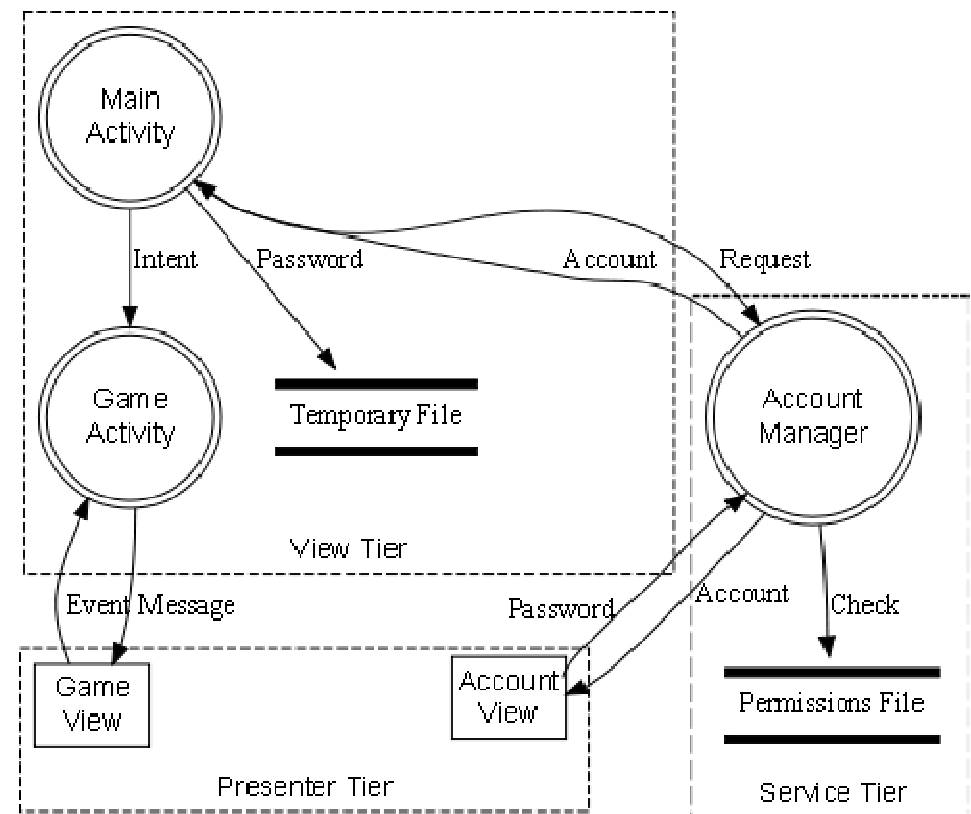 Main
Activity
Intent
Password
Account
Request
Game
Activity
Temporary File
Account
Manager
View Tier
Event Message
Password
Account
Check
Game
View
Account
View
Permissions File
Presenter Tier
Service Tier